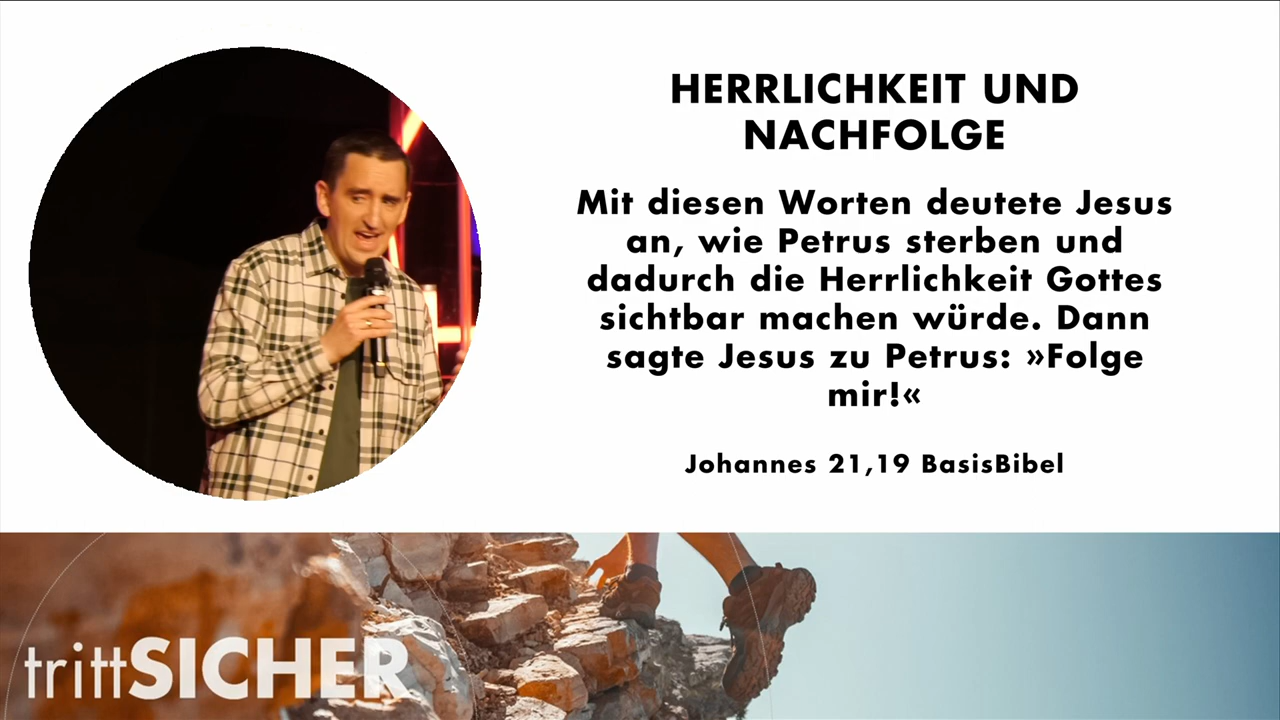 HERRLICHKEIT UND
NACHFOLGE
Mit diesen Worten deutete Jesus
an, wie Petrus sterben und
dadurch die Herrlichkeit Gottes
sichtbar machen würde. Dann
sagte Jesus zu Petrus: »Folge
mir!«
Johannes 21,19 BasisBibel
trittSICHER